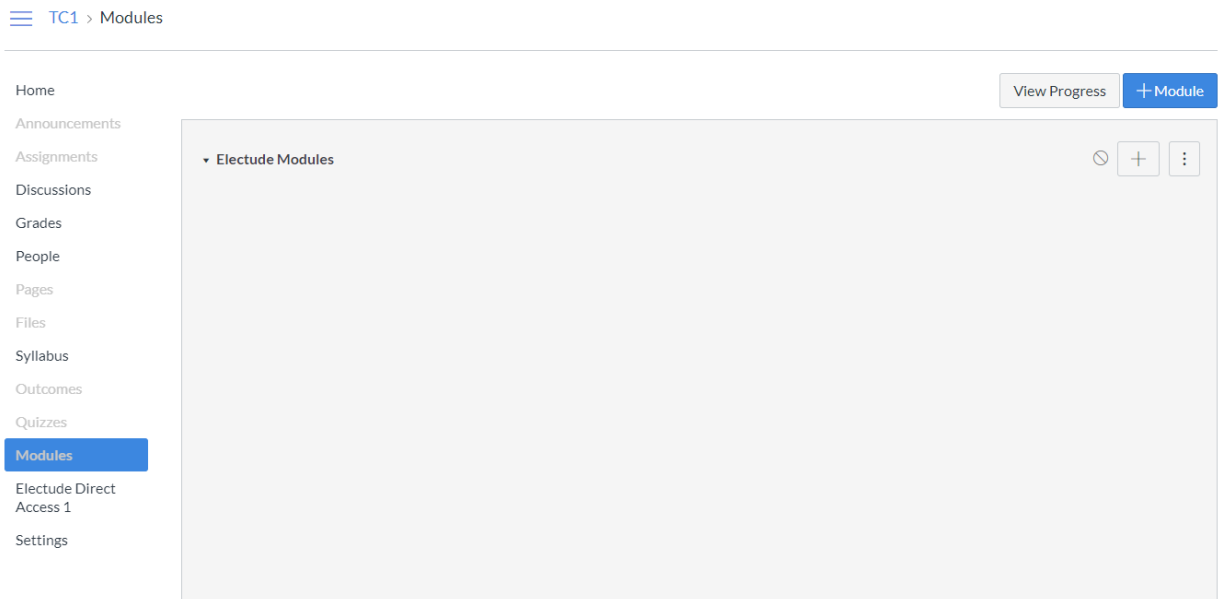 TC1 > Modules
View Progress
+ Module
Home
Announcements
Assignments
Discussions
Grades
People
Pages
Files
Syllabus
Outcomes
Quizzes
Modules
Electude Direct
Access 1
Settings
Electude Modules